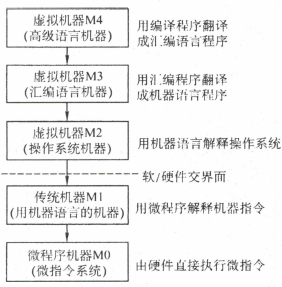 虚拟机器M4
(高级语言机器)
用编译程序翻译
成汇编语言程序
虚拟机器M3
(汇编语言机器)
用汇编程序翻译
成机器语言程序
虚拟机器M2
(操作系统机器)
用机器语言解释操作系统
软/硬件交界面
传统机器M1
(用机器语言的机器)
用微程序解释机器指令
微程序机器M0
(微指令系统)
由硬件直接执行微指令